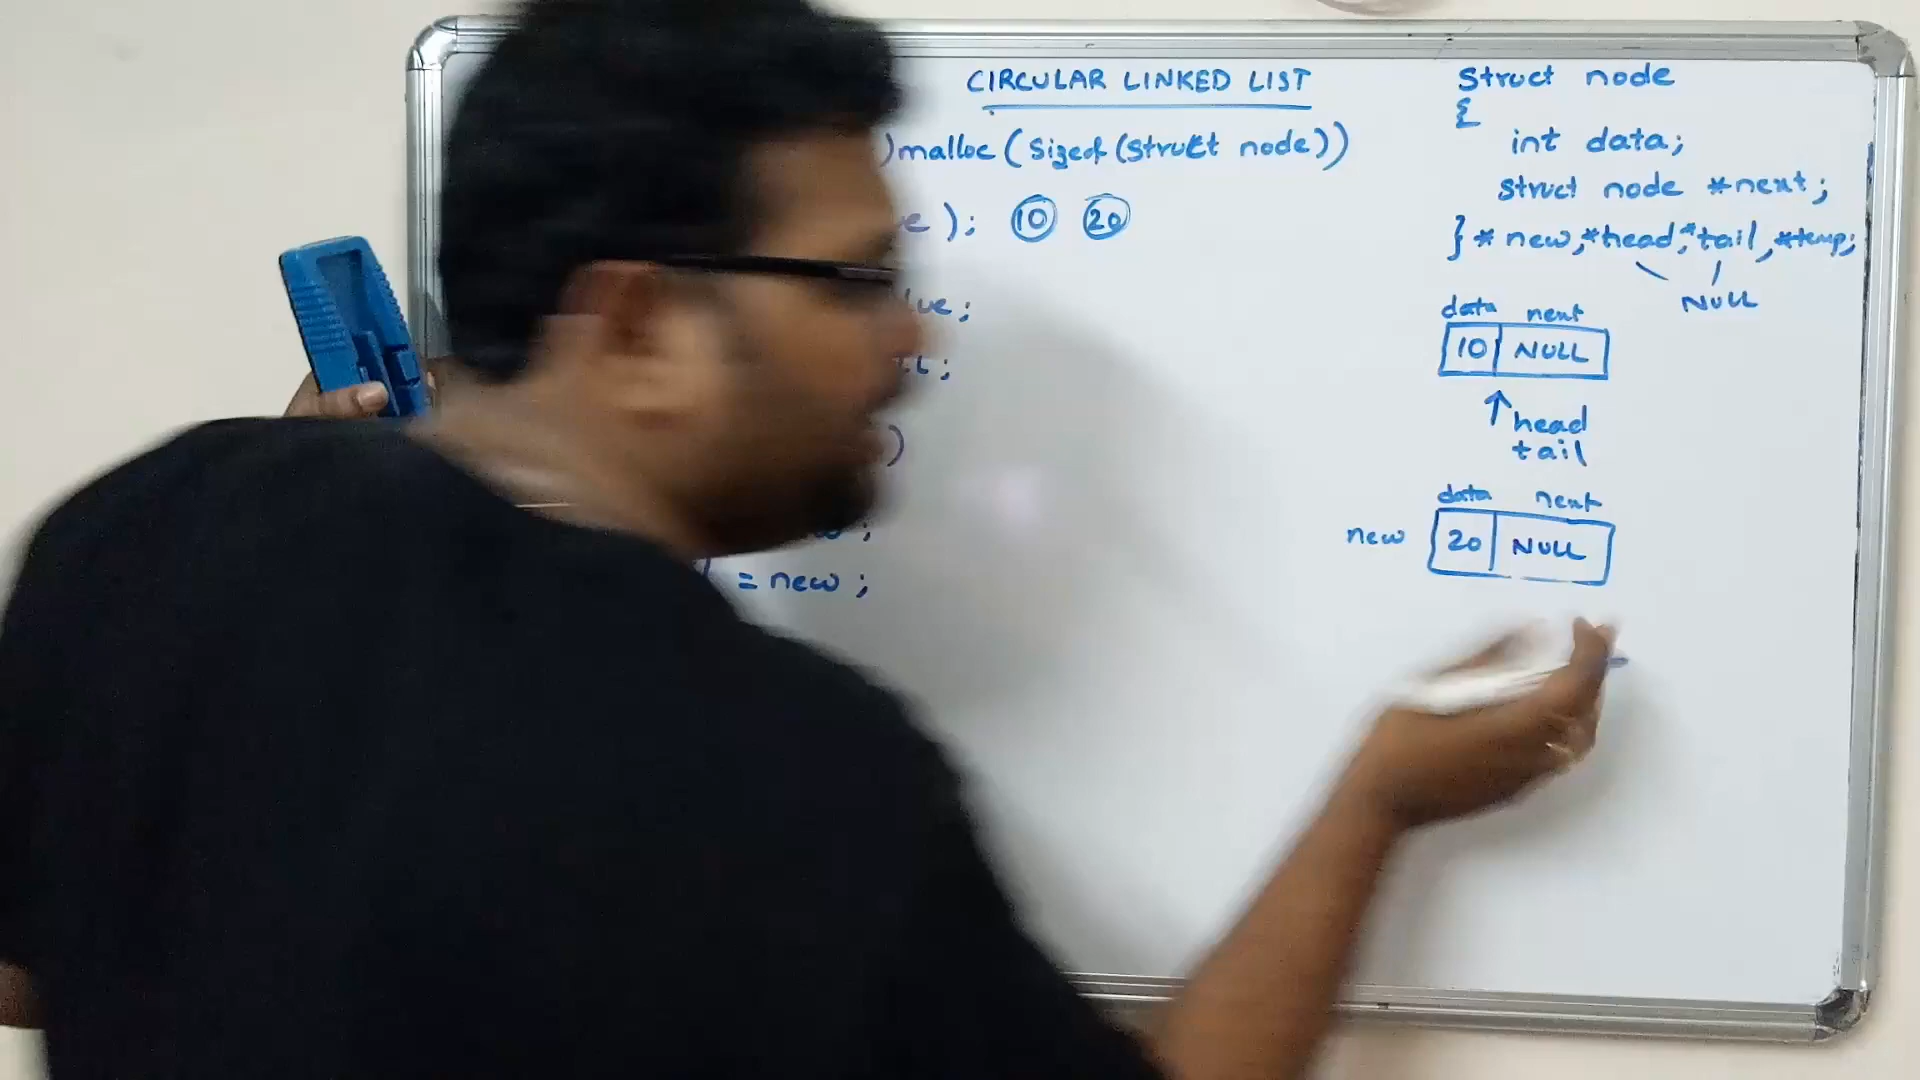 CIRCULAR LINKED LIST
)malloc(sizeof(struct node))
); 10 20
;
;
)
;
= new ;
struct node
{
int data;
struct node *next;
}* new,*head,*tail,*temp;
NULL
data next
10 NULL
head
tail
data next
new 20 NULL